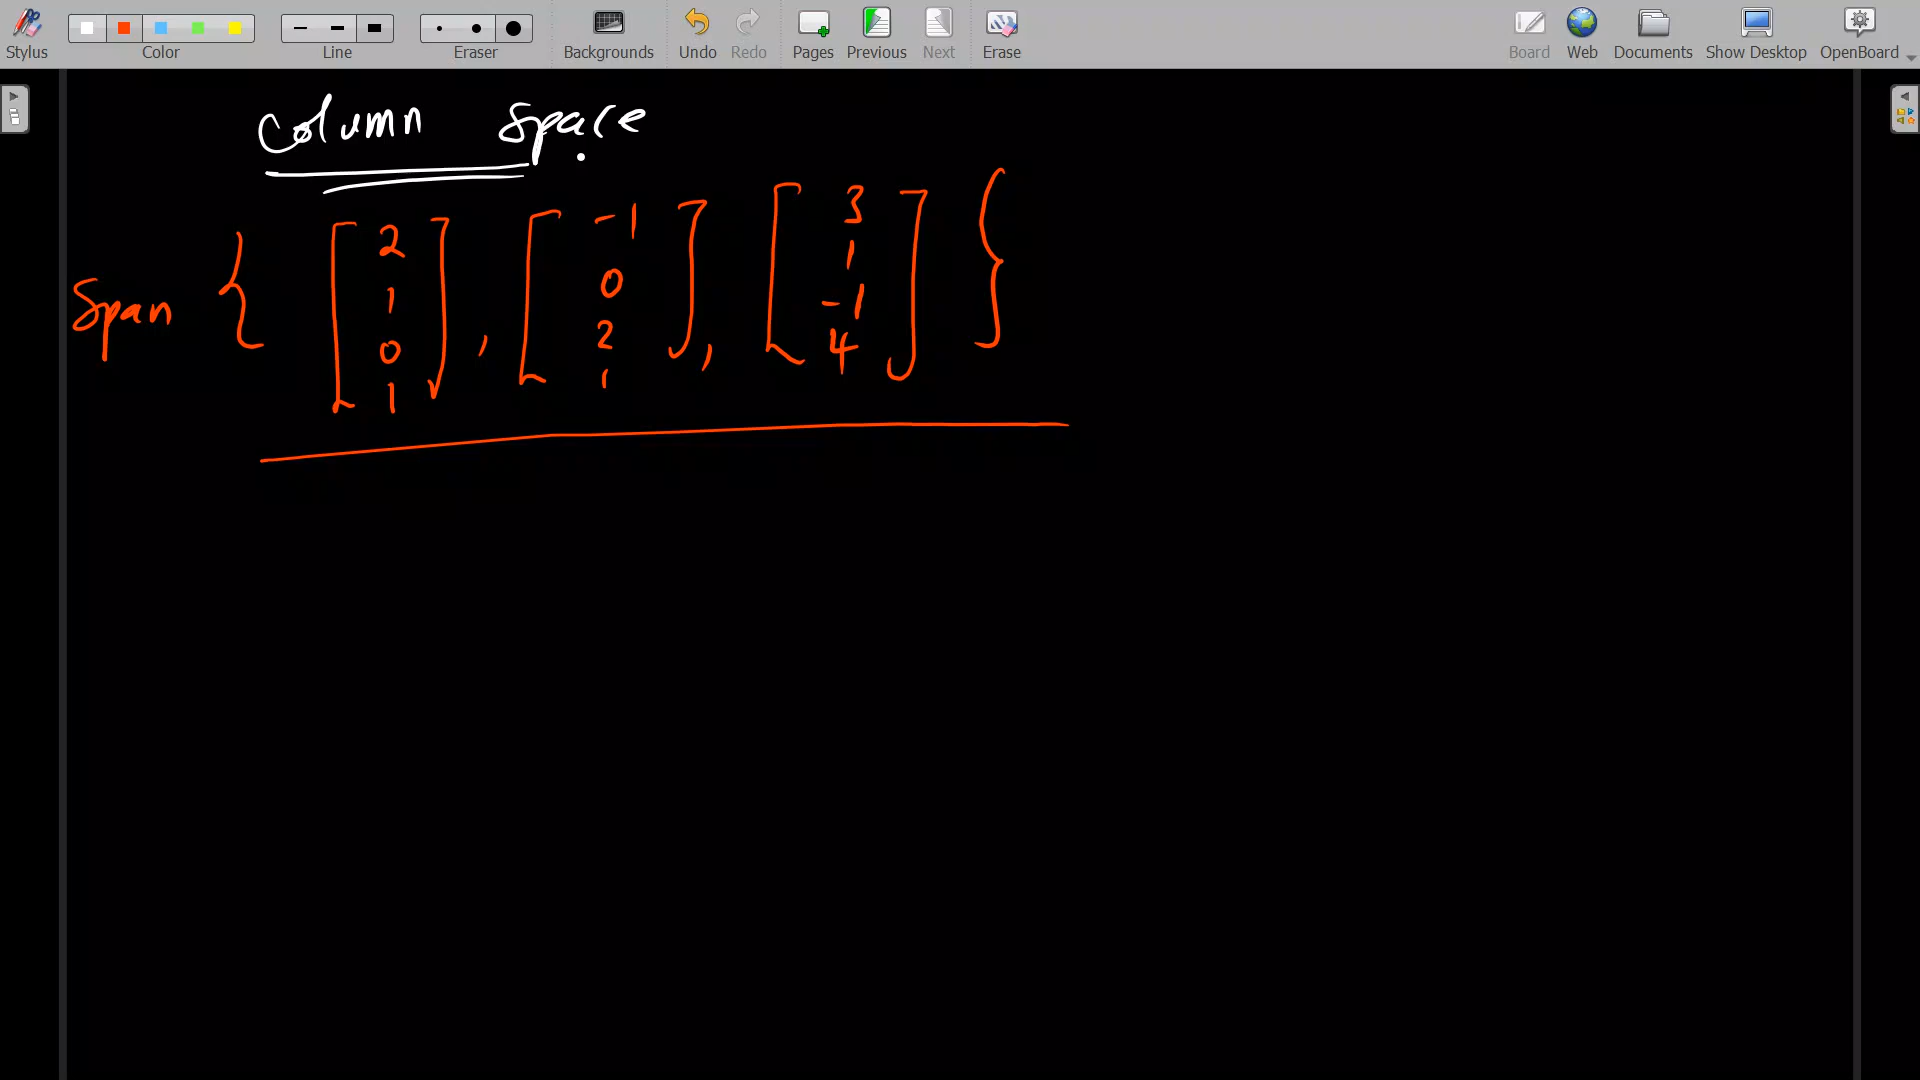 Stylus Color Line Eraser Backgrounds Undo Redo Pages Previous Next Erase Board Web Documents Show Desktop OpenBoard
Column Space
Span { [ 2 1 0 1 ] , [ -1 0 2 1 ] , [ 3 1 -1 4 ] }